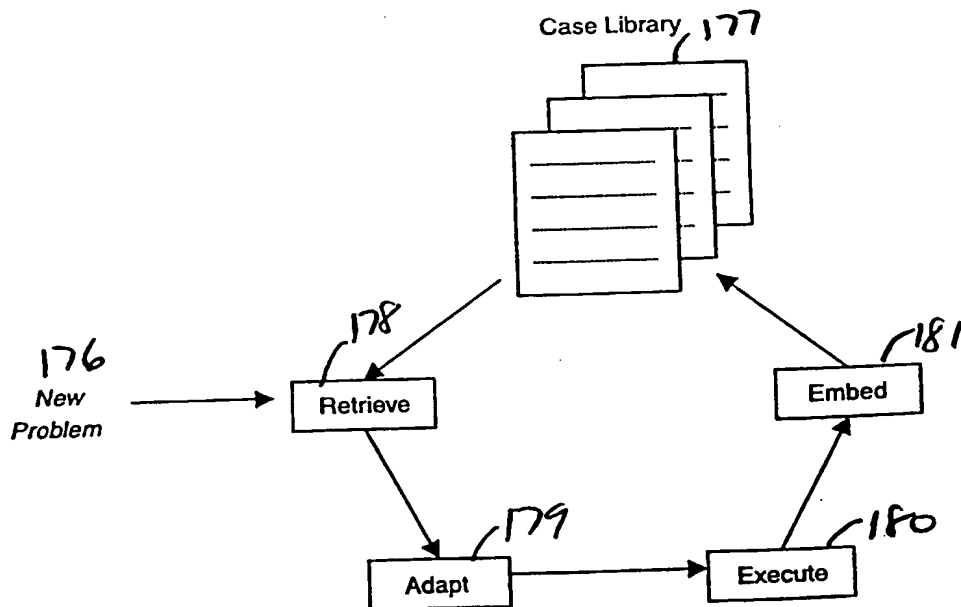 Case Library
177
178
176
New
Problem
Retrieve
181
Embed
179
Adapt
180
Execute